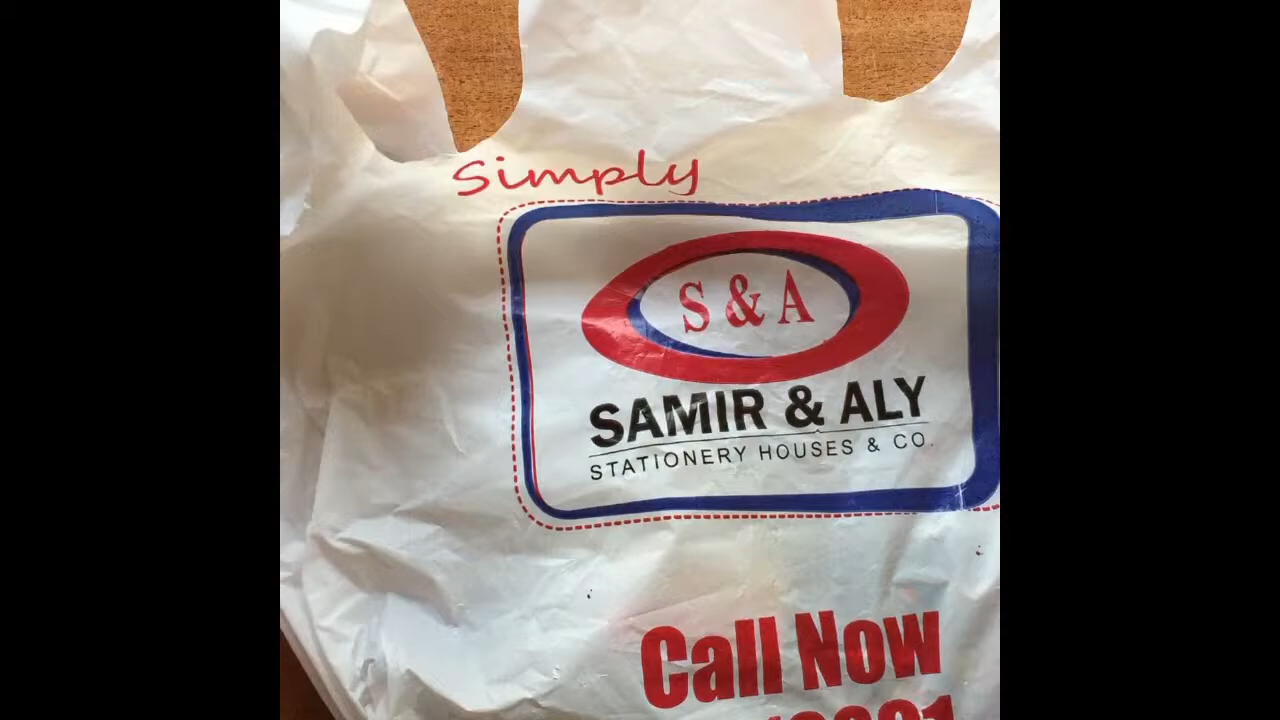 Simply
S & A
SAMIR & ALY
STATIONERY HOUSES & CO.
Call Now